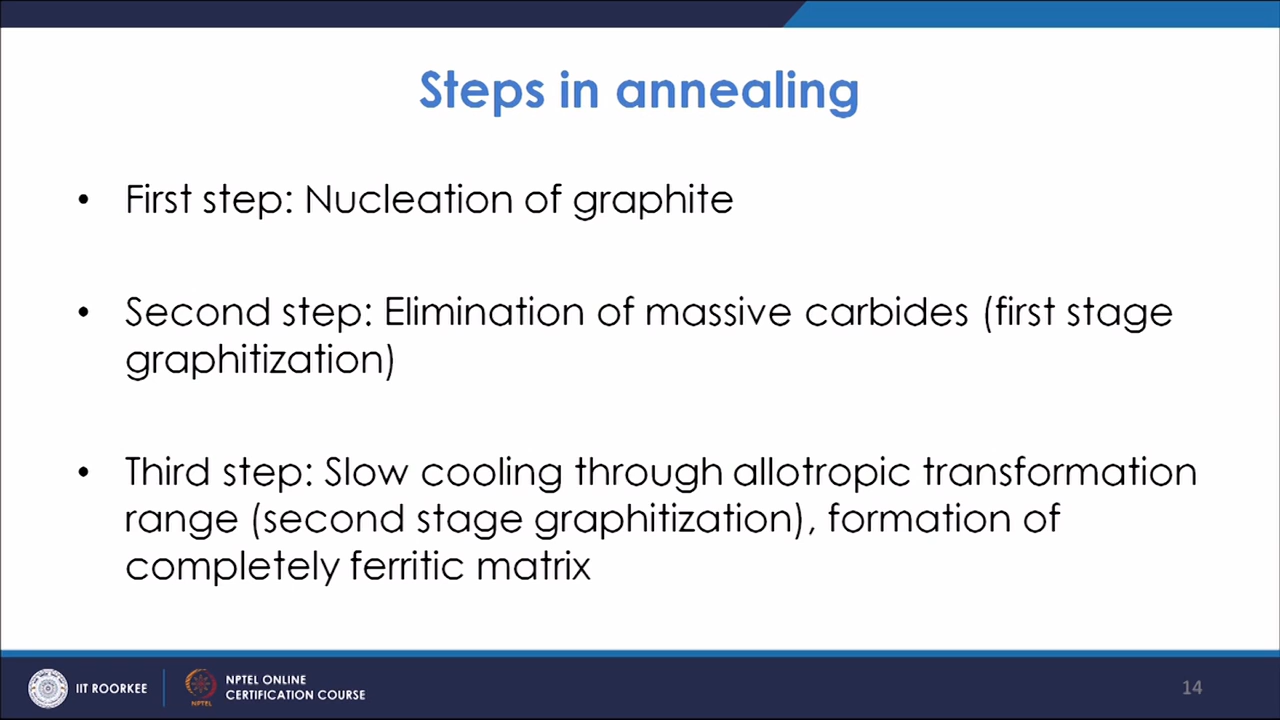 Steps in annealing
• First step: Nucleation of graphite
• Second step: Elimination of massive carbides (first stage
graphitization)
• Third step: Slow cooling through allotropic transformation
range (second stage graphitization), formation of
completely ferritic matrix
IIT ROORKEE
NPTEL
NPTEL ONLINE
CERTIFICATION COURSE
14